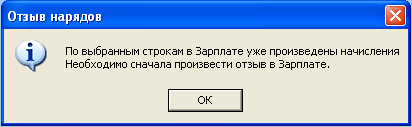 Отзыв нарядов
По выбранным строкам в Зарплате уже произведены начисления
Необходимо сначала произвести отзыв в Зарплате.
OK